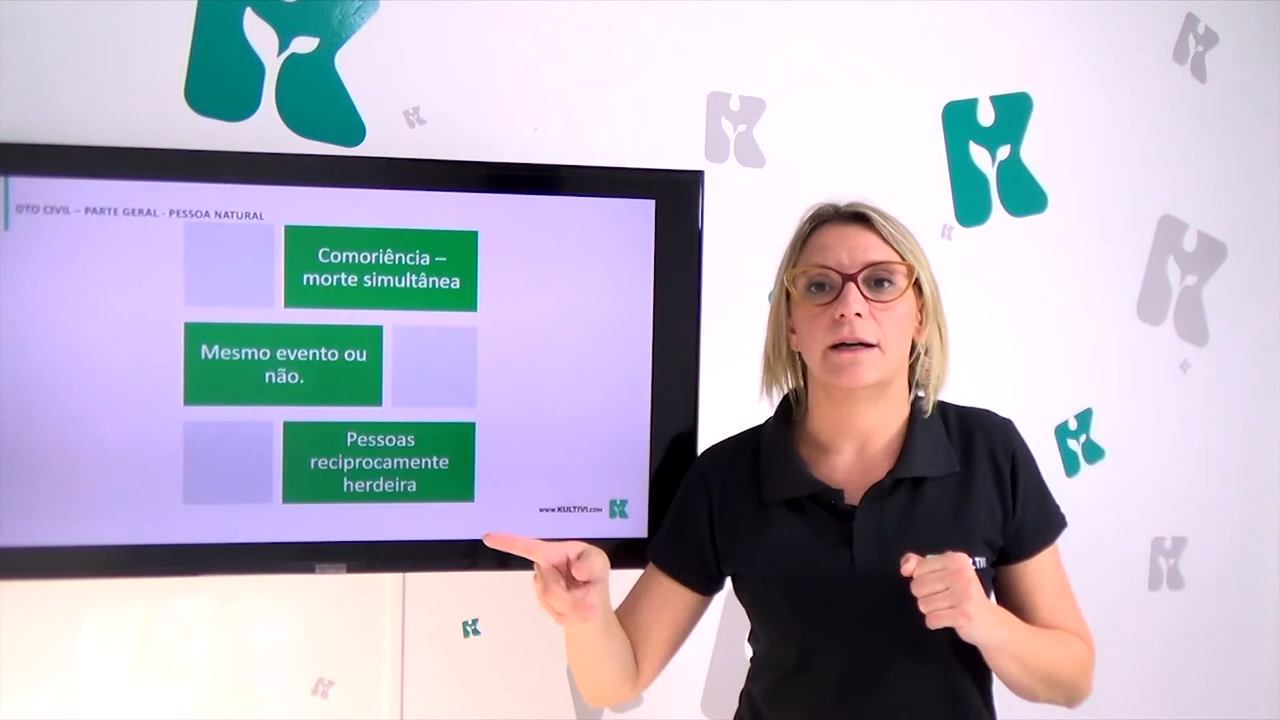 DTO CIVIL – PARTE GERAL - PESSOA NATURAL
Comoriência –
morte simultânea
Mesmo evento ou
não.
Pessoas
reciprocamente
herdeira
www.KULTIVI.com